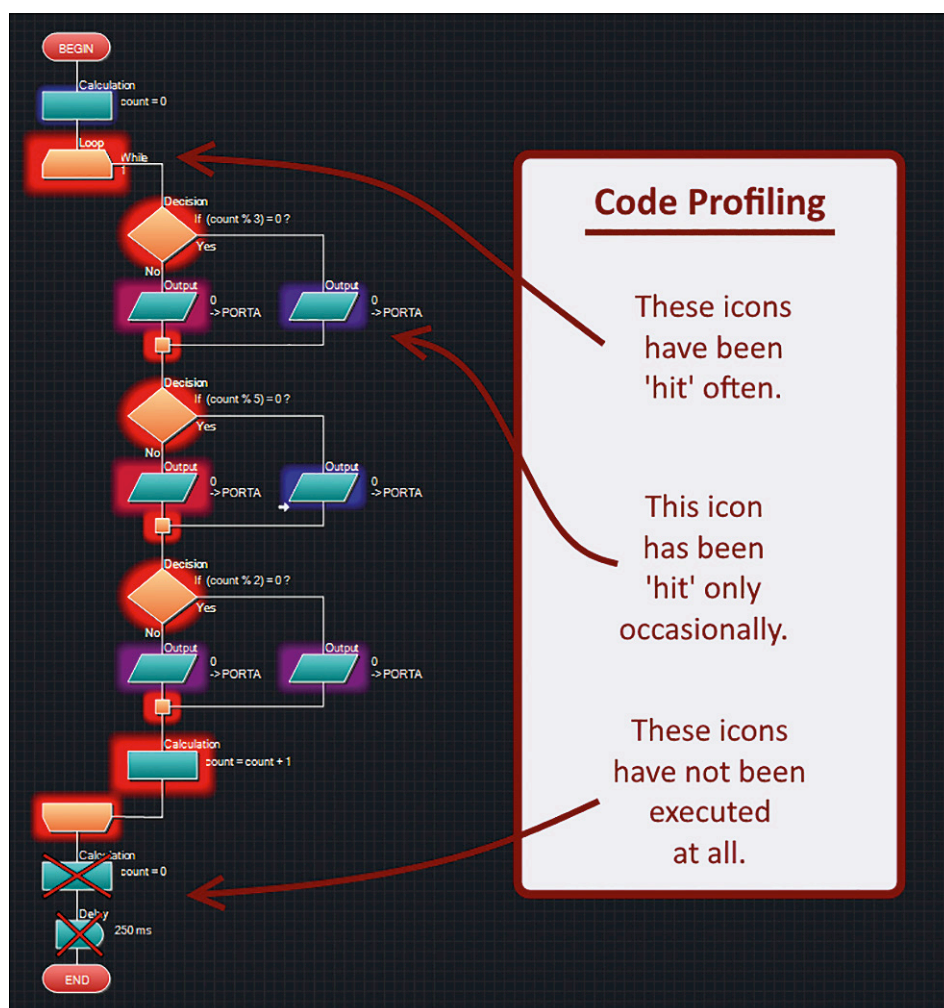 BEGIN
Calculation
count = 0
Loop
While
1
Decision
If (count % 3) = 0 ?
Yes
No
Output
0
->PORTA
Output
0
->PORTA
Decision
If (count % 5) = 0 ?
Yes
No
Output
0
->PORTA
Output
0
->PORTA
Decision
If (count % 2) = 0 ?
Yes
No
Output
0
->PORTA
Output
0
->PORTA
Calculation
count = count + 1
Calculation
count = 0
Delay
250 ms
END
Code Profiling
These icons
have been
'hit' often.
This icon
has been
'hit' only
occasionally.
These icons
have not been
executed
at all.